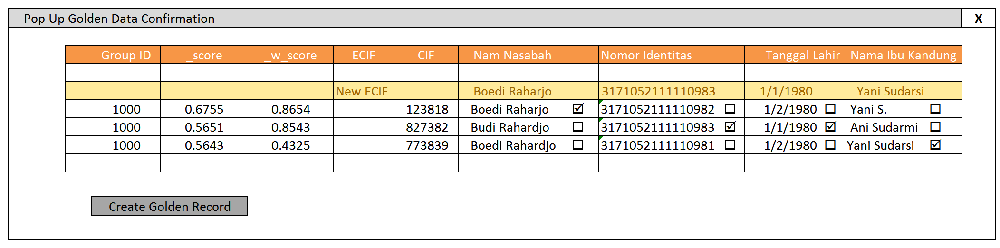 Pop Up Golden Data Confirmation X
Group ID _score _w_score ECIF CIF Nam Nasabah Nomor Identitas Tanggal Lahir Nama Ibu Kandung
New ECIF Boedi Raharjo 3171052111110983 1/1/1980 Yani Sudarsi
1000 0.6755 0.8654 123818 Boedi Raharjo ☑ 3171052111110982 ☐ 1/2/1980 ☐ Yani S. ☐
1000 0.5651 0.8543 827382 Budi Rahardjo ☐ 3171052111110983 ☑ 1/1/1980 ☑ Ani Sudarmi ☐
1000 0.5643 0.4325 773839 Boedi Rahardjo ☐ 3171052111110981 ☐ 1/2/1980 ☐ Yani Sudarsi ☑
Create Golden Record